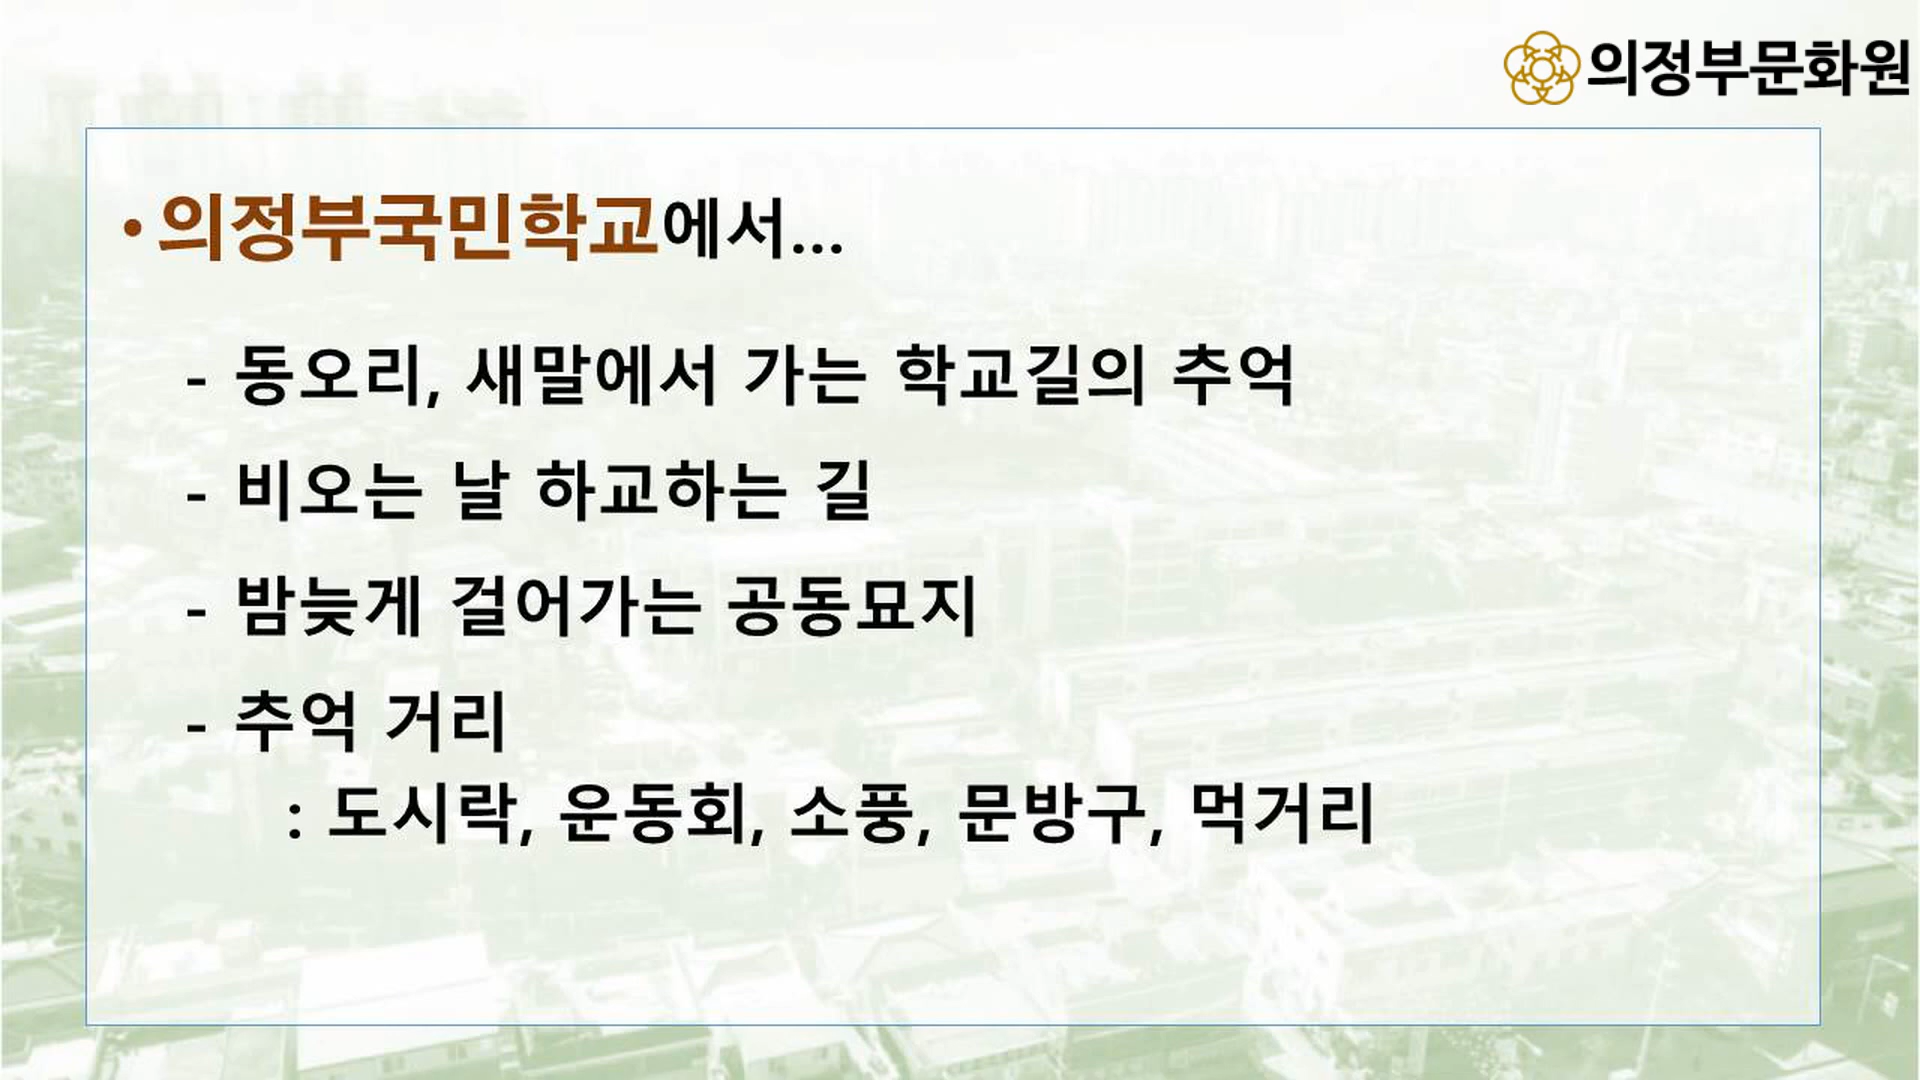 의정부문화원
• 의정부국민학교에서...
- 동오리, 새말에서 가는 학교길의 추억
- 비오는 날 하교하는 길
- 밤늦게 걸어가는 공동묘지
- 추억 거리
: 도시락, 운동회, 소풍, 문방구, 먹거리